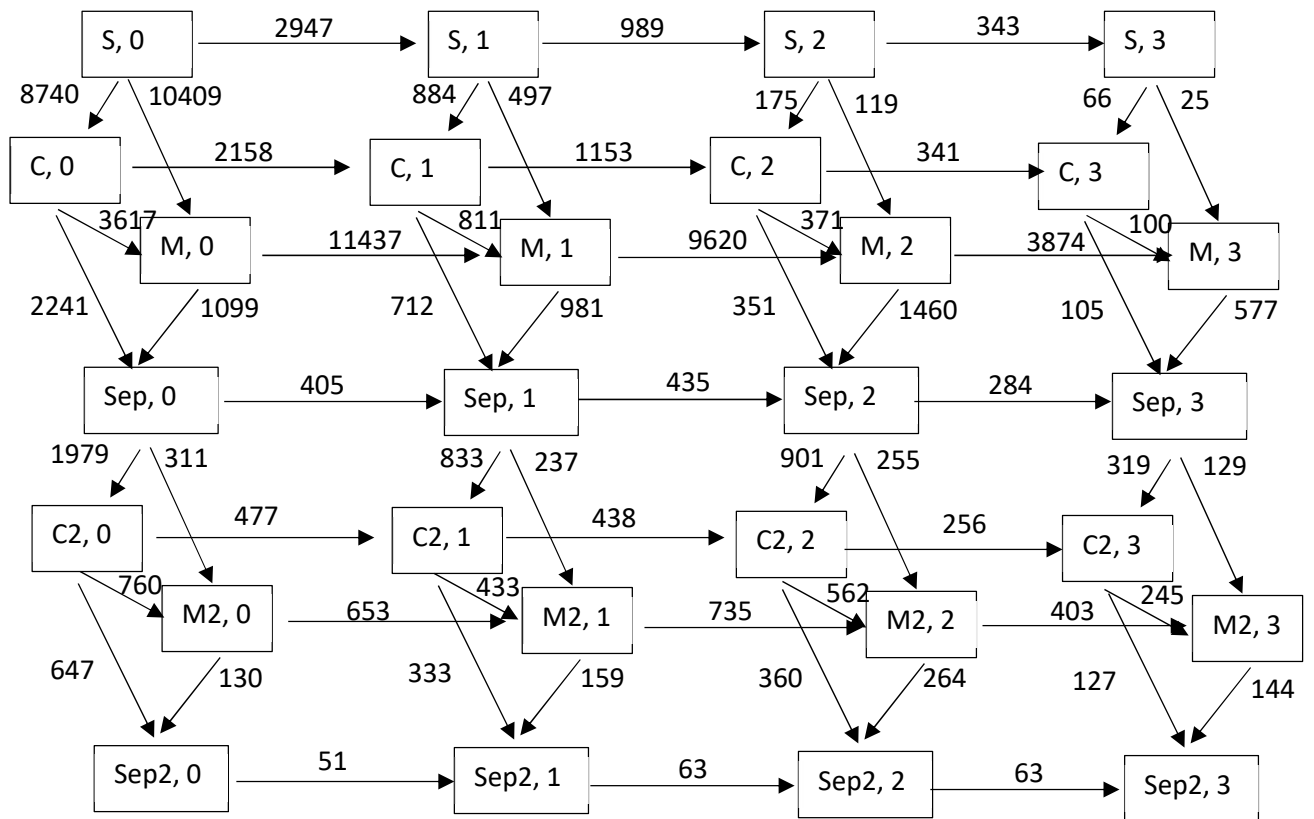 S, 0 2947 S, 1 989 S, 2 343 S, 3
8740 10409 884 497 175 119 66 25
C, 0 2158 C, 1 1153 C, 2 341 C, 3
3617 M, 0 11437 811 M, 1 9620 371 M, 2 3874 100 M, 3
2241 1099 712 981 351 1460 105 577
Sep, 0 405 Sep, 1 435 Sep, 2 284 Sep, 3
1979 311 833 237 901 255 319 129
C2, 0 477 C2, 1 438 C2, 2 256 C2, 3
760 M2, 0 653 433 M2, 1 735 562 M2, 2 403 245 M2, 3
647 130 333 159 360 264 127 144
Sep2, 0 51 Sep2, 1 63 Sep2, 2 63 Sep2, 3